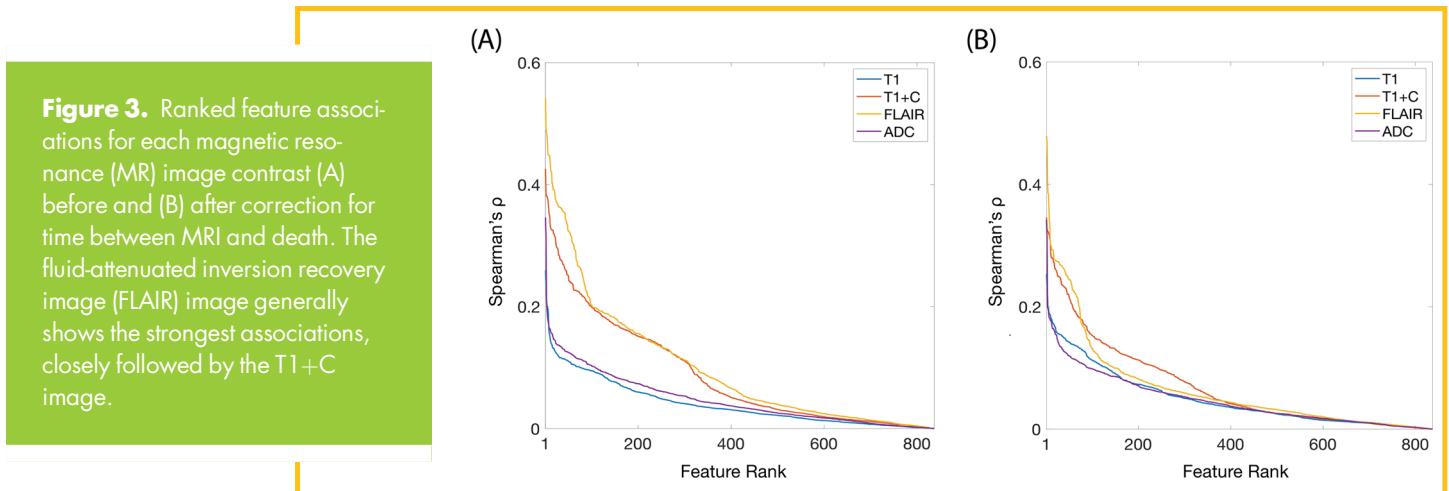 Figure 3. Ranked feature associ-
ations for each magnetic reso-
nance (MR) image contrast (A)
before and (B) after correction for
time between MRI and death. The
fluid-attenuated inversion recovery
image (FLAIR) image generally
shows the strongest associations,
closely followed by the T1+C
image.
(A)
0.6
0.4
0.2
0
Spearman's ρ
T1
T1+C
FLAIR
ADC
1 200 400 600 800
Feature Rank
(B)
0.6
0.4
0.2
0
Spearman's ρ
T1
T1+C
FLAIR
ADC
1 200 400 600 800
Feature Rank